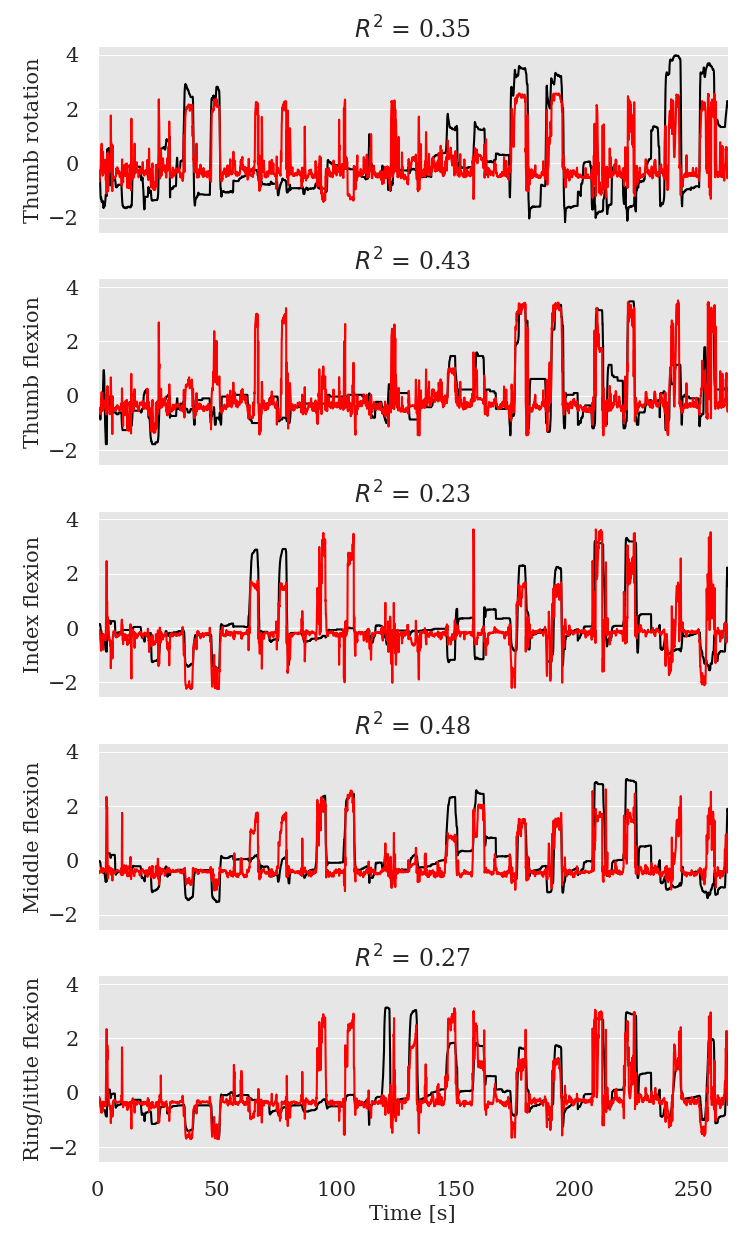 R² = 0.35
Thumb rotation
4
2
0
−2
R² = 0.43
Thumb flexion
4
2
0
−2
R² = 0.23
Index flexion
4
2
0
−2
R² = 0.48
Middle flexion
4
2
0
−2
R² = 0.27
Ring/little flexion
4
2
0
−2
0 50 100 150 200 250
Time [s]